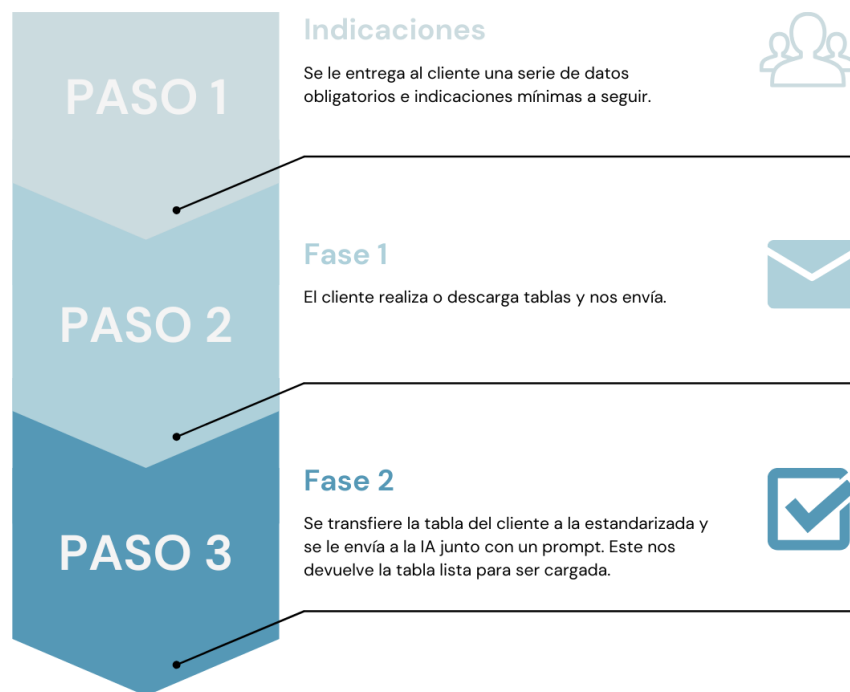 PASO 1
Indicaciones
Se le entrega al cliente una serie de datos
obligatorios e indicaciones mínimas a seguir.
PASO 2
Fase 1
El cliente realiza o descarga tablas y nos envía.
PASO 3
Fase 2
Se transfiere la tabla del cliente a la estandarizada y
se le envía a la IA junto con un prompt. Este nos
devuelve la tabla lista para ser cargada.